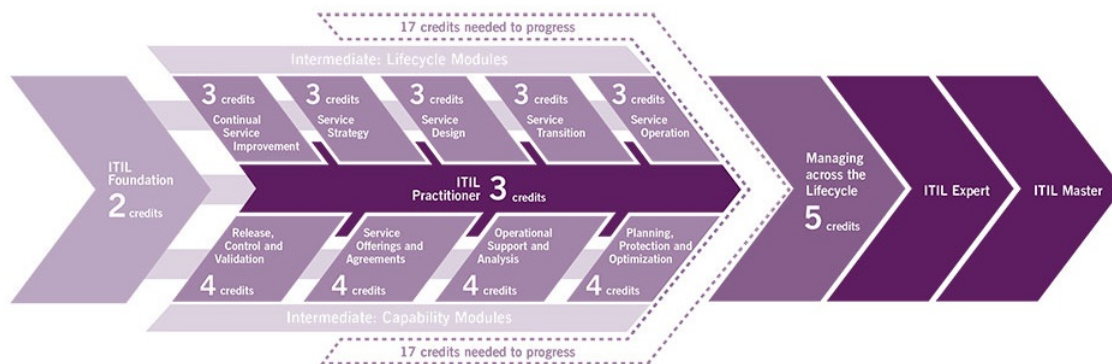 17 credits needed to progress
Intermediate: Lifecycle Modules
ITIL
Foundation
2 credits
3 credits
Continual
Service
Improvement
3 credits
Service
Strategy
3 credits
Service
Design
3 credits
Service
Transition
3 credits
Service
Operation
ITIL
Practitioner 3 credits
Release,
Control and
Validation
4 credits
Service
Offerings and
Agreements
4 credits
Operational
Support and
Analysis
4 credits
Planning,
Protection and
Optimization
4 credits
Intermediate: Capability Modules
17 credits needed to progress
Managing
across the
Lifecycle
5 credits
ITIL Expert
ITIL Master